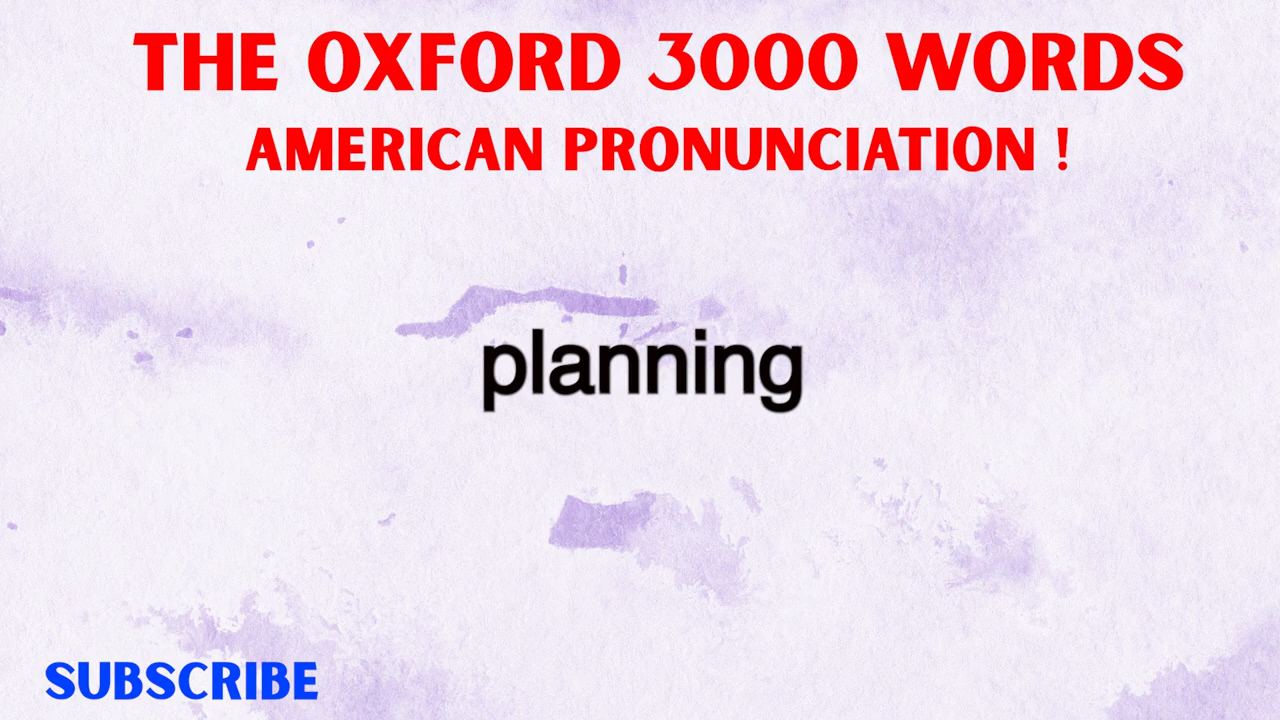 THE OXFORD 3000 WORDS
AMERICAN PRONUNCIATION !
planning
SUBSCRIBE